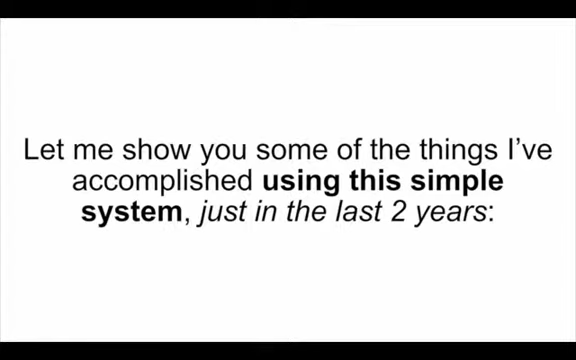 Let me show you some of the things I’ve
accomplished using this simple
system, just in the last 2 years: